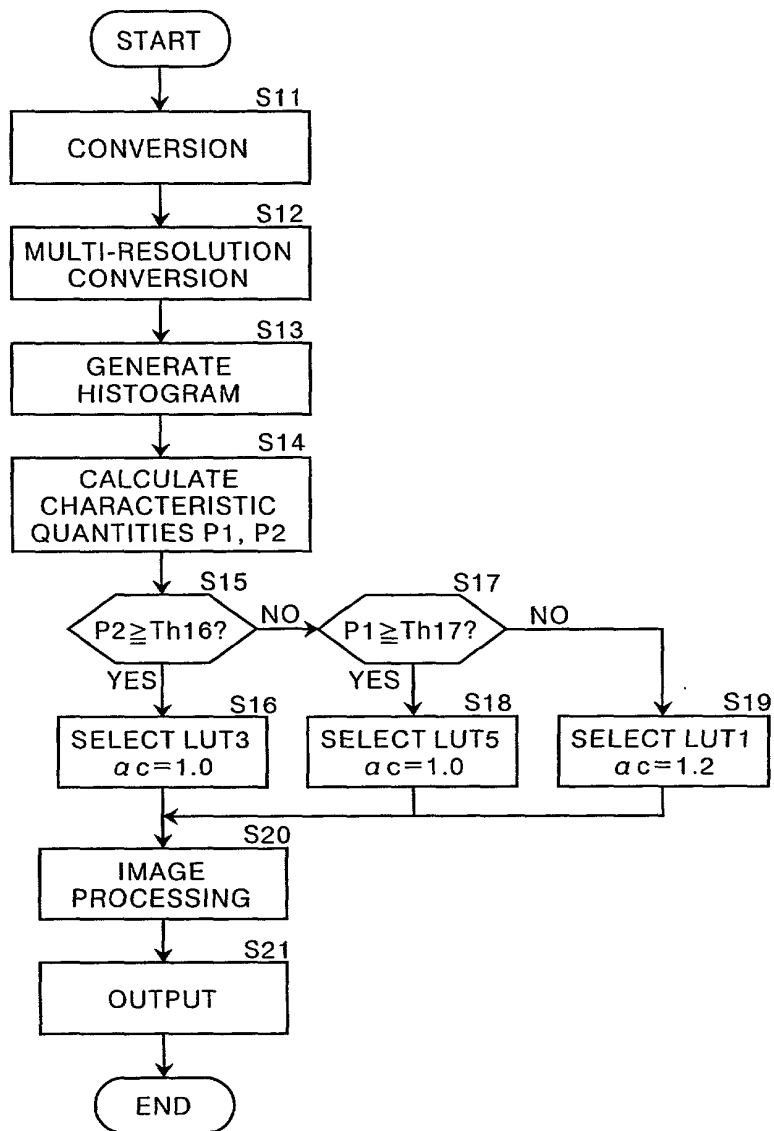 START
S11
CONVERSION
S12
MULTI-RESOLUTION
CONVERSION
S13
GENERATE
HISTOGRAM
S14
CALCULATE
CHARACTERISTIC
QUANTITIES P1, P2
S15
P2≧Th16?
NO
S17
P1≧Th17?
NO
YES
YES
S16
SELECT LUT3
αc=1.0
S18
SELECT LUT5
αc=1.0
S19
SELECT LUT1
αc=1.2
S20
IMAGE
PROCESSING
S21
OUTPUT
END